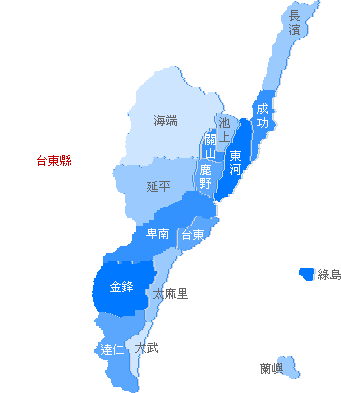 長濱
成功
海端
池上
關山
東河
台東縣
鹿野
延平
卑南
台東
綠島
金鋒
太麻里
達仁
大武
蘭嶼